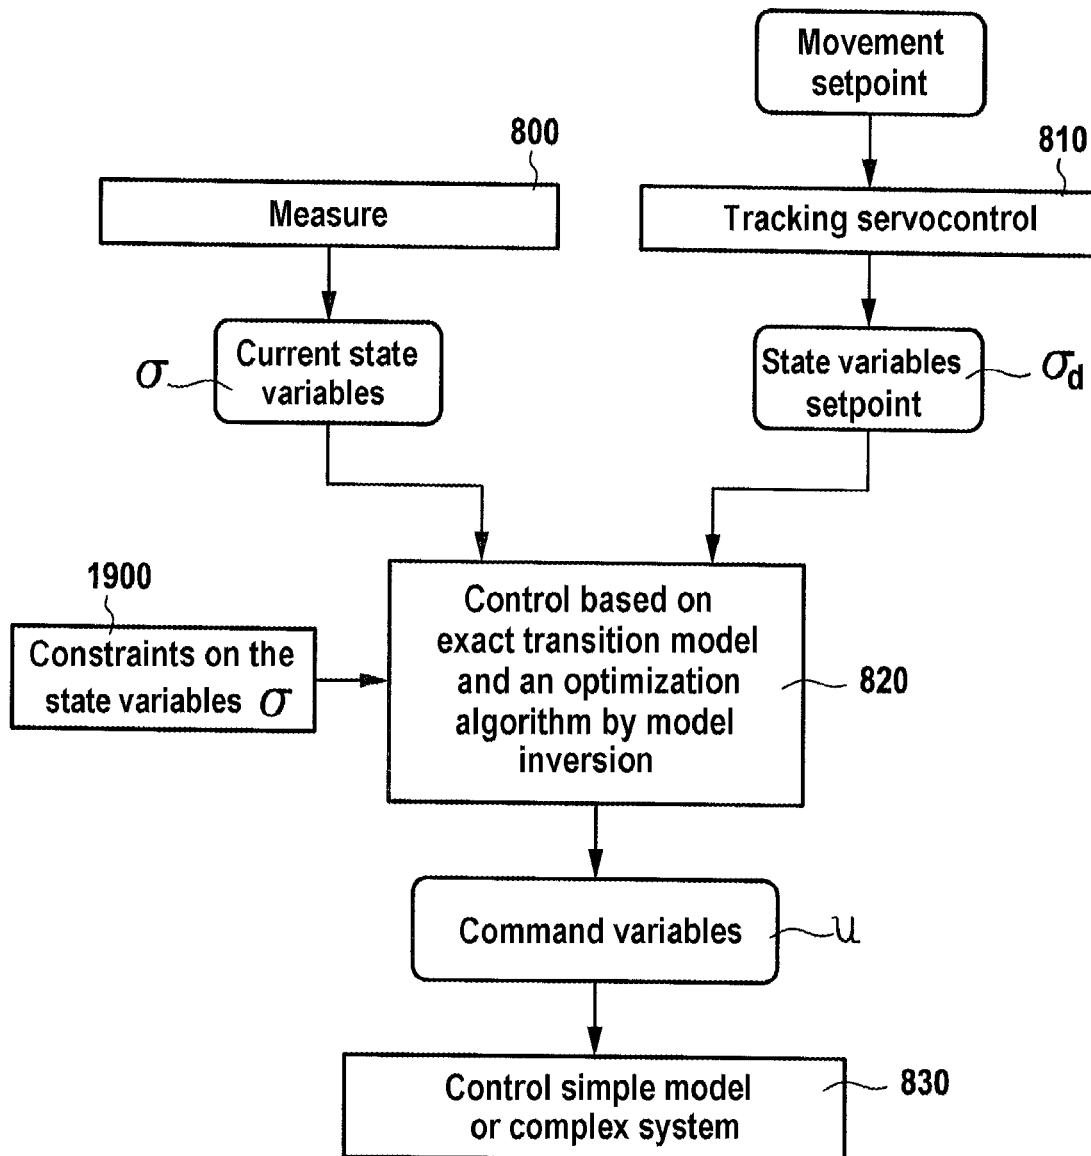 Movement
setpoint
800
810
Measure
Tracking servocontrol
σ
Current state
variables
State variables
setpoint
σd
1900
Constraints on the
state variables σ
Control based on
exact transition model
and an optimization
algorithm by model
inversion
820
Command variables
u
Control simple model
or complex system
830